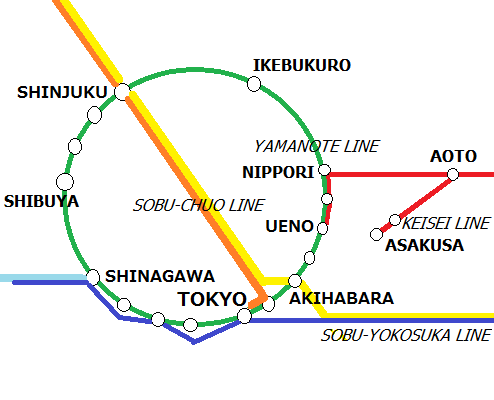 IKEBUKURO
SHINJUKU
YAMANOTE LINE
AOTO
NIPPORI
SHIBUYA
SOBU-CHUO LINE
UENO
KEISEI LINE
ASAKUSA
SHINAGAWA
TOKYO
AKIHABARA
SOBU-YOKOSUKA LINE